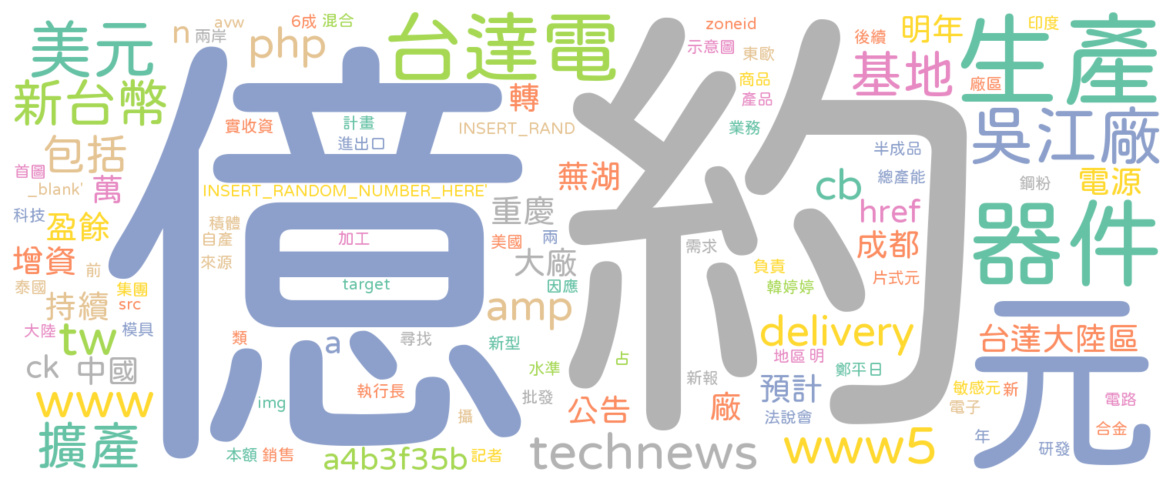 6成
混合
avw
兩岸
n
php
台達電
zoneid
示意圖
東歐
後續
明年
印度
美元
新台幣
億
約
商品
產品
基地
廠區
生產
轉
實收資
計畫
進出口
INSERT_RAND
業務
吳江廠
包括
首圖
_blank'
萬
INSERT_RANDOM_NUMBER_HERE'
蕪湖
cb
半成品
總產能
鋼粉
電源
科技
盈餘
積體
自產
來源
加工
重慶
美國
兩
大廠
因應
需求
負責
韓婷婷
href
成都
片式元
器件
增資
前
泰國
集團
持續
src
大陸
模具
tw
target
amp
類
a
尋找
新型
水準
占
delivery
地區
明
鄭平日
台達大陸區
元
ck
中國
www
擴產
img
執行長
攝
批發
公告
新報
廠
預計
法說會
敏感元
新
電子
電路
合金
年
研發
本額
銷售
a4b3f35b
記者
technews
www5